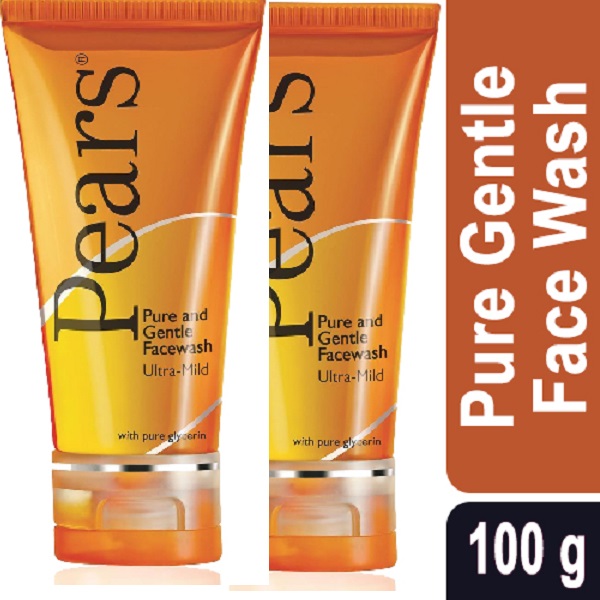 Pears®
Pure and
Gentle
Facewash
Ultra-Mild
with pure glycerin
Pears
Pure and
Gentle
Facewash
Ultra-Mild
with pure glycerin
Pure Gentle
Face Wash
100 g